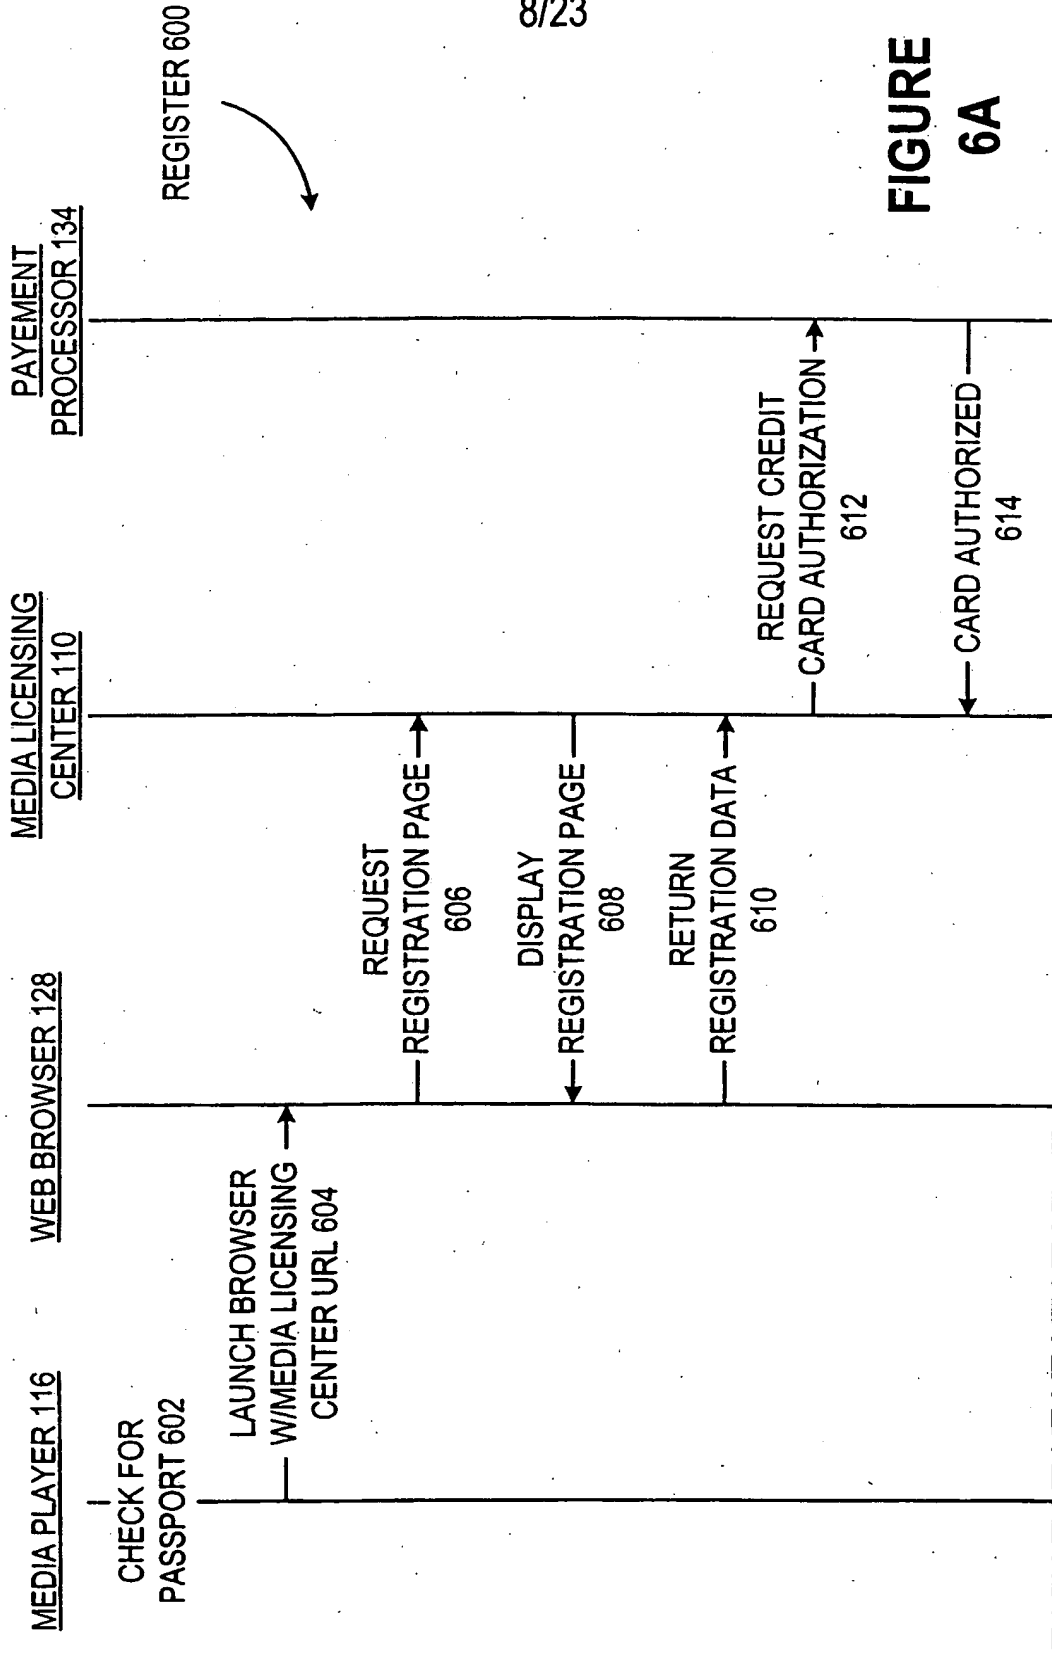 8/23
REGISTER 600
MEDIA PLAYER 116
WEB BROWSER 128
MEDIA LICENSING
CENTER 110
PAYEMENT
PROCESSOR 134
CHECK FOR
PASSPORT 602
LAUNCH BROWSER
W/MEDIA LICENSING
CENTER URL 604
REQUEST
REGISTRATION PAGE
606
DISPLAY
REGISTRATION PAGE
608
RETURN
REGISTRATION DATA
610
REQUEST CREDIT
CARD AUTHORIZATION
612
CARD AUTHORIZED
614
FIGURE
6A